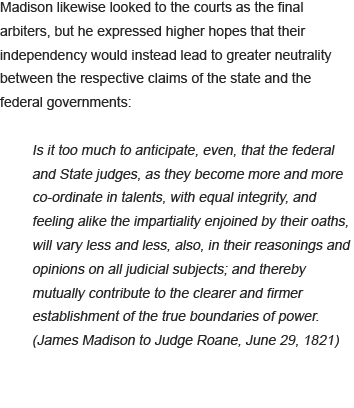 Madison likewise looked to the courts as the final
arbiters, but he expressed higher hopes that their
independency would instead lead to greater neutrality
between the respective claims of the state and the
federal governments:
Is it too much to anticipate, even, that the federal
and State judges, as they become more and more
co-ordinate in talents, with equal integrity, and
feeling alike the impartiality enjoined by their oaths,
will vary less and less, also, in their reasonings and
opinions on all judicial subjects; and thereby
mutually contribute to the clearer and firmer
establishment of the true boundaries of power.
(James Madison to Judge Roane, June 29, 1821)